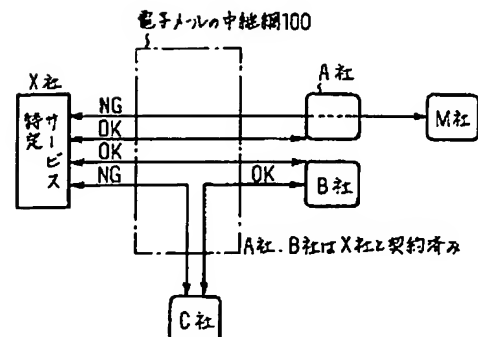 電子メールの中継網100
X社
A社
特定
サービス
NG
OK
OK
NG
OK
M社
B社
A社、B社はX社と契約済み
C社